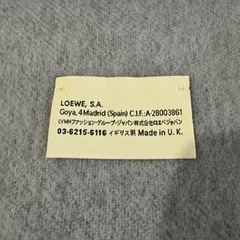 LOEWE, S.A.
Goya, 4 Madrid (Spain) C.I.F.:A-28003861
LVMHファッション・グループ・ジャパン株式会社ロエベジャパン
03-6215-6116 イギリス製 Made in U.K.